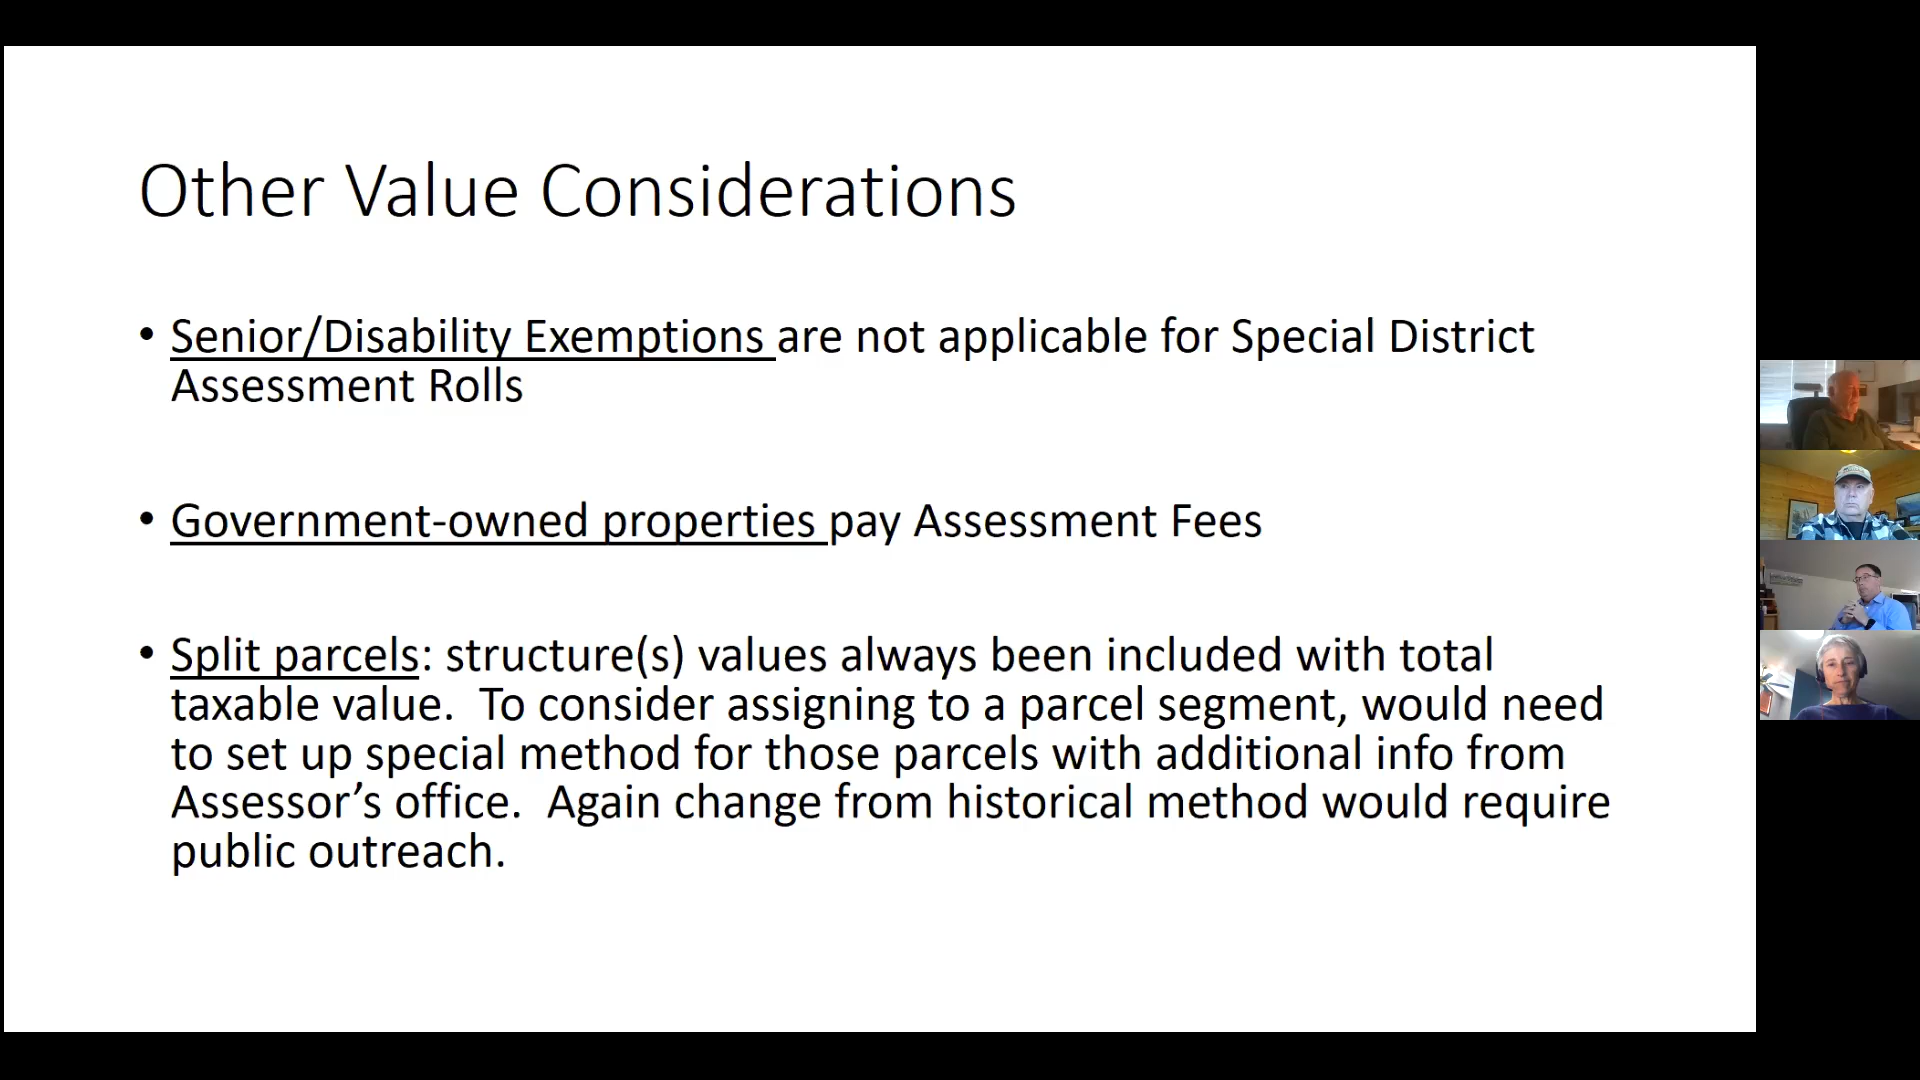 Other Value Considerations
• Senior/Disability Exemptions are not applicable for Special District
Assessment Rolls
• Government-owned properties pay Assessment Fees
• Split parcels: structure(s) values always been included with total
taxable value.  To consider assigning to a parcel segment, would need
to set up special method for those parcels with additional info from
Assessor’s office.  Again change from historical method would require
public outreach.